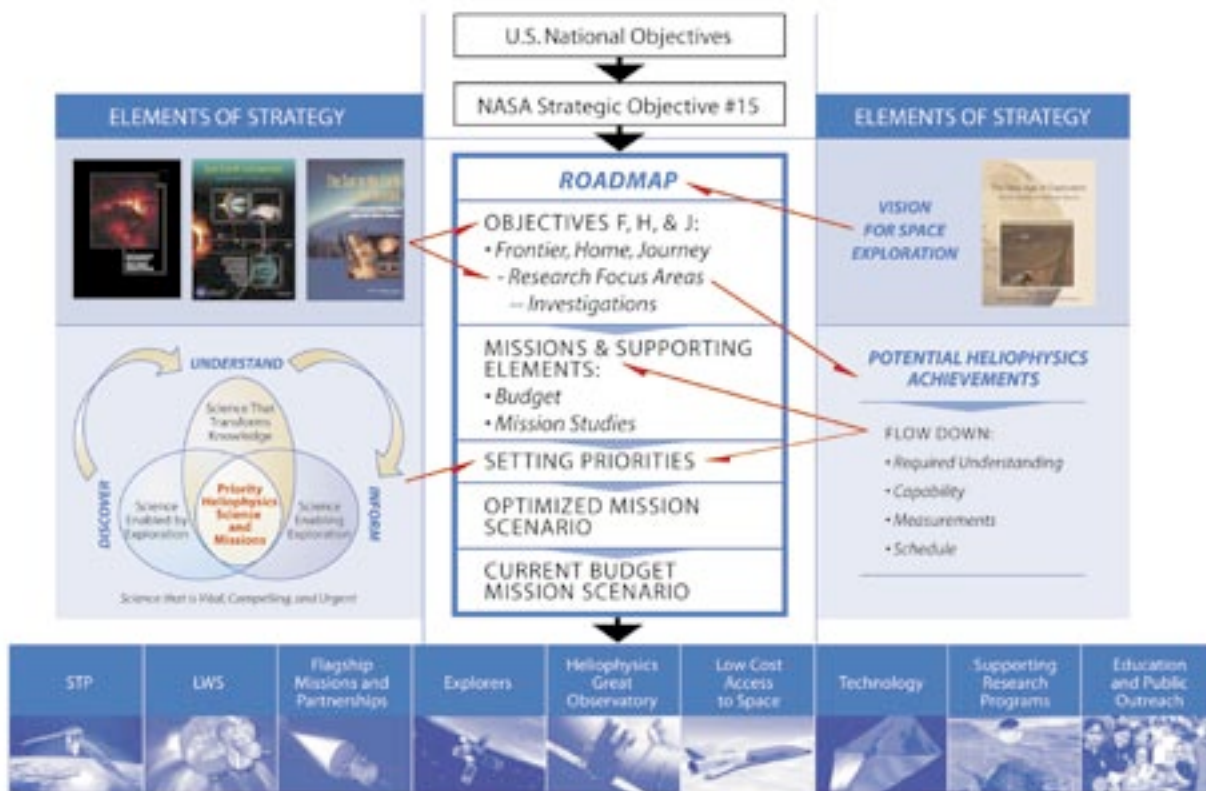 U.S. National Objectives
NASA Strategic Objective #15
ELEMENTS OF STRATEGY
UNDERSTAND
Science That
Transforms
Knowledge
DISCOVER
Science
Enabled by
Exploration
Priority
Heliophysics
Science
and
Missions
Science
Enabling
Exploration
INFORM
Science that is Vital, Compelling, and Urgent
ROADMAP
OBJECTIVES F, H, & J:
• Frontier, Home, Journey
- Research Focus Areas
-- Investigations
MISSIONS & SUPPORTING
ELEMENTS:
• Budget
• Mission Studies
SETTING PRIORITIES
OPTIMIZED MISSION
SCENARIO
CURRENT BUDGET
MISSION SCENARIO
ELEMENTS OF STRATEGY
VISION
FOR SPACE
EXPLORATION
POTENTIAL HELIOPHYSICS
ACHIEVEMENTS
FLOW DOWN:
• Required Understanding
• Capability
• Measurements
• Schedule
STP
LWS
Flagship
Missions and
Partnerships
Explorers
Heliophysics
Great
Observatory
Low Cost
Access
to Space
Technology
Supporting
Research
Programs
Education
and Public
Outreach